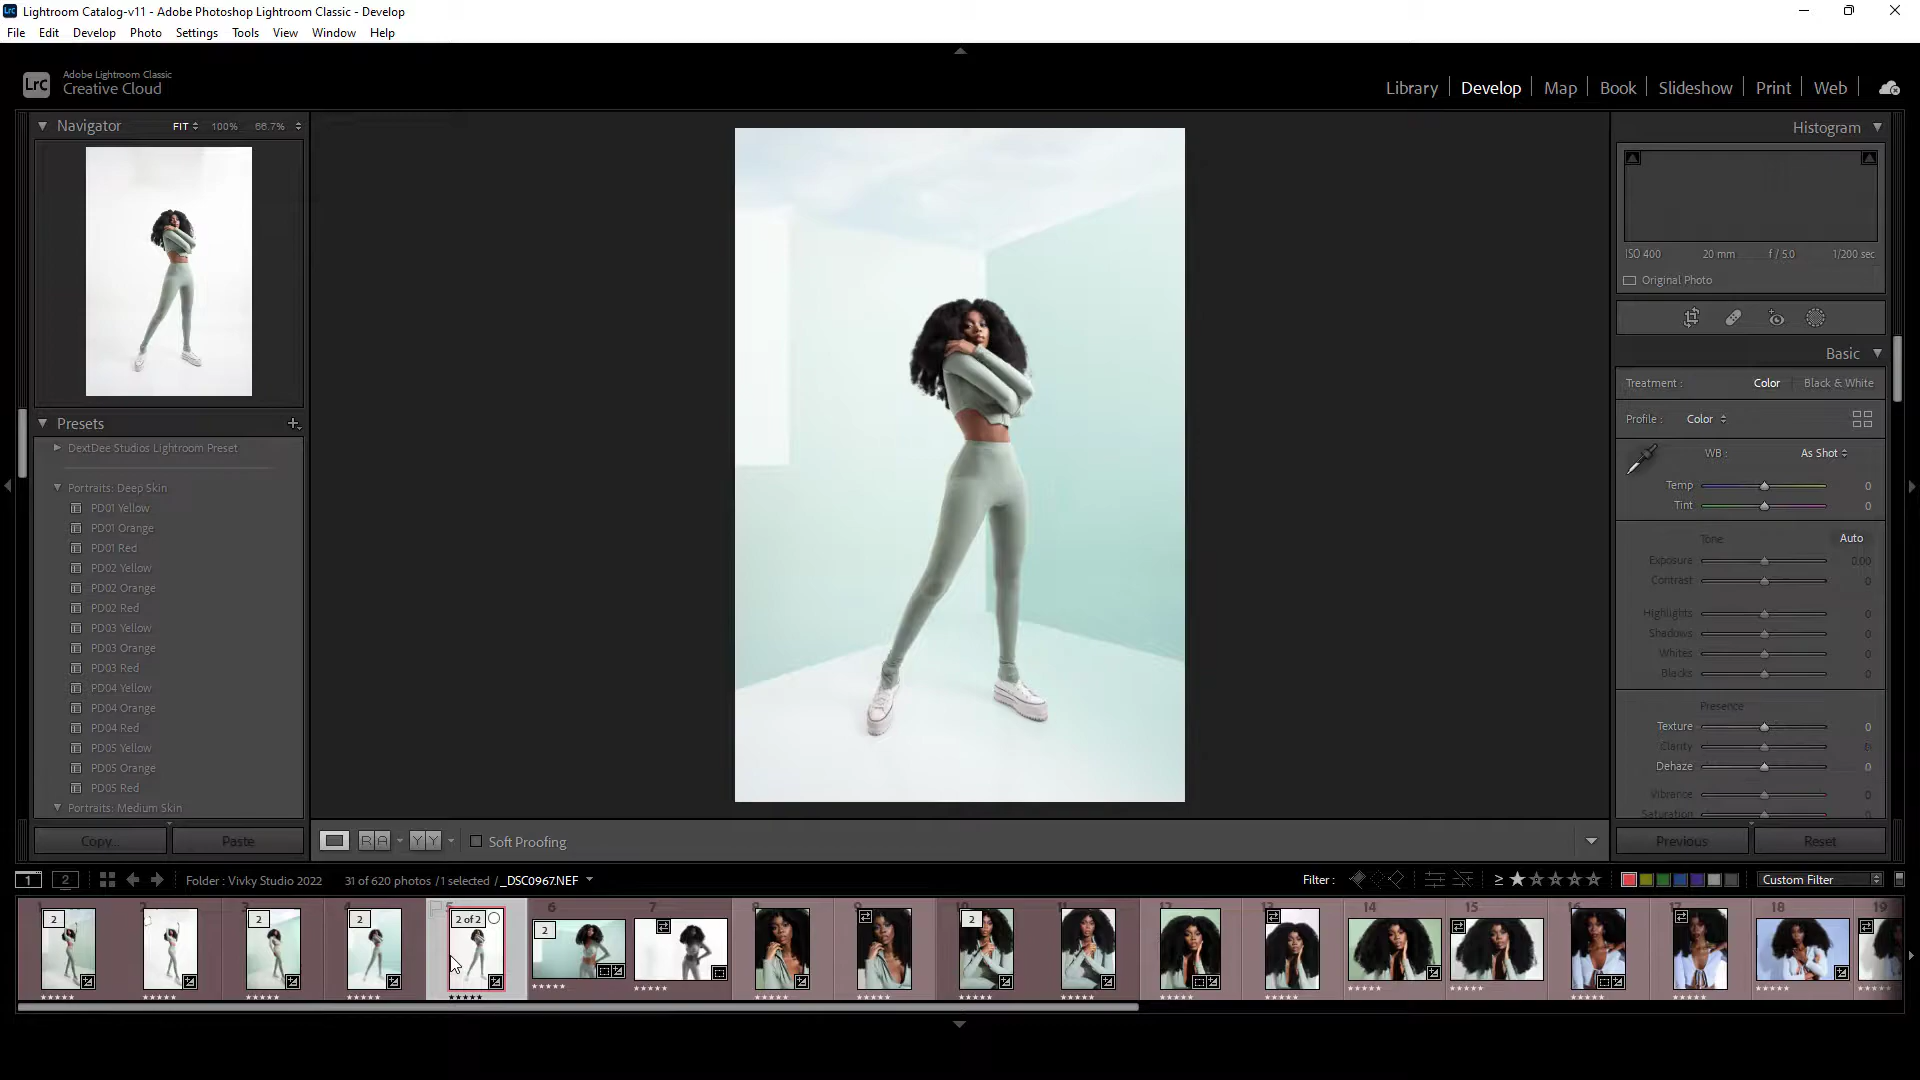 Lightroom Catalog-v11 - Adobe Photoshop Lightroom Classic - Develop
File Edit Develop Photo Settings Tools View Window Help
LrC
Adobe Lightroom Classic
Creative Cloud
Library Develop Map Book Slideshow Print Web
Navigator FIT 100% 66.7%
Histogram
ISO 400 20 mm f / 5.0 1/200 sec
Original Photo
Basic
Treatment : Color Black & White
Profile : Color
WB : As Shot
Temp 0
Tint 0
Tone Auto
Exposure 0.00
Contrast 0
Highlights 0
Shadows 0
Whites 0
Blacks 0
Presence
Texture 0
Clarity 0
Dehaze 0
Vibrance 0
Saturation 0
Previous Reset
Presets
DextDee Studios Lightroom Preset
Portraits: Deep Skin
PD01 Yellow
PD01 Orange
PD01 Red
PD02 Yellow
PD02 Orange
PD02 Red
PD03 Yellow
PD03 Orange
PD03 Red
PD04 Yellow
PD04 Orange
PD04 Red
PD05 Yellow
PD05 Orange
PD05 Red
Portraits: Medium Skin
Copy... Paste
R A Y Y Soft Proofing
1 2 Folder : Vivky Studio 2022 31 of 620 photos / 1 selected / _DSC0967.NEF Filter : ≥ Custom Filter
1 2 3 4 5 6 7 8 9 10 11 12 13 14 15 16 17 18 19
2 2 2 2 of 2 2 2